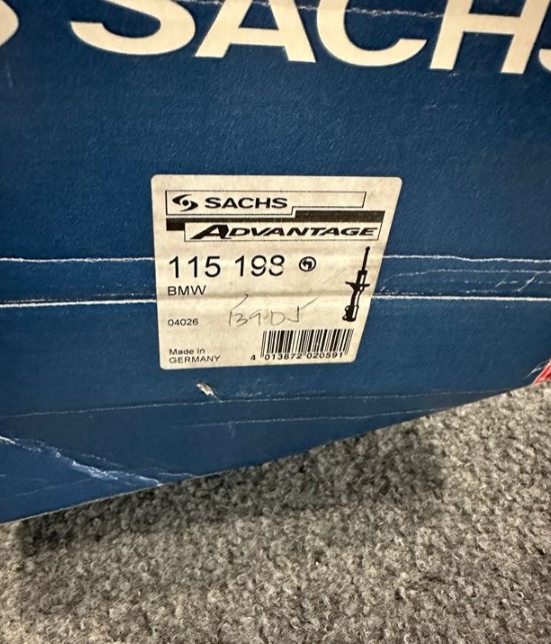 SACHS
SACHS
ADVANTAGE
115 198
BMW
04026
Made in
GERMANY
4 013872 020591